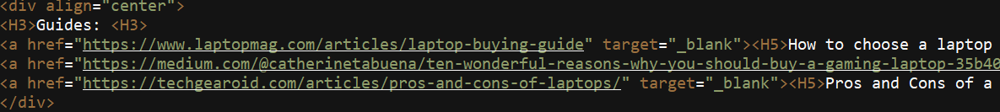 <div align="center">
<H3>Guides: <H3>
<a href="https://www.laptopmag.com/articles/laptop-buying-guide" target="_blank"><H5>How to choose a laptop
<a href="https://medium.com/@catherinetabuena/ten-wonderful-reasons-why-you-should-buy-a-gaming-laptop-35b40
<a href="https://techgearoid.com/articles/pros-and-cons-of-laptops/" target="_blank"><H5>Pros and Cons of a
</div>